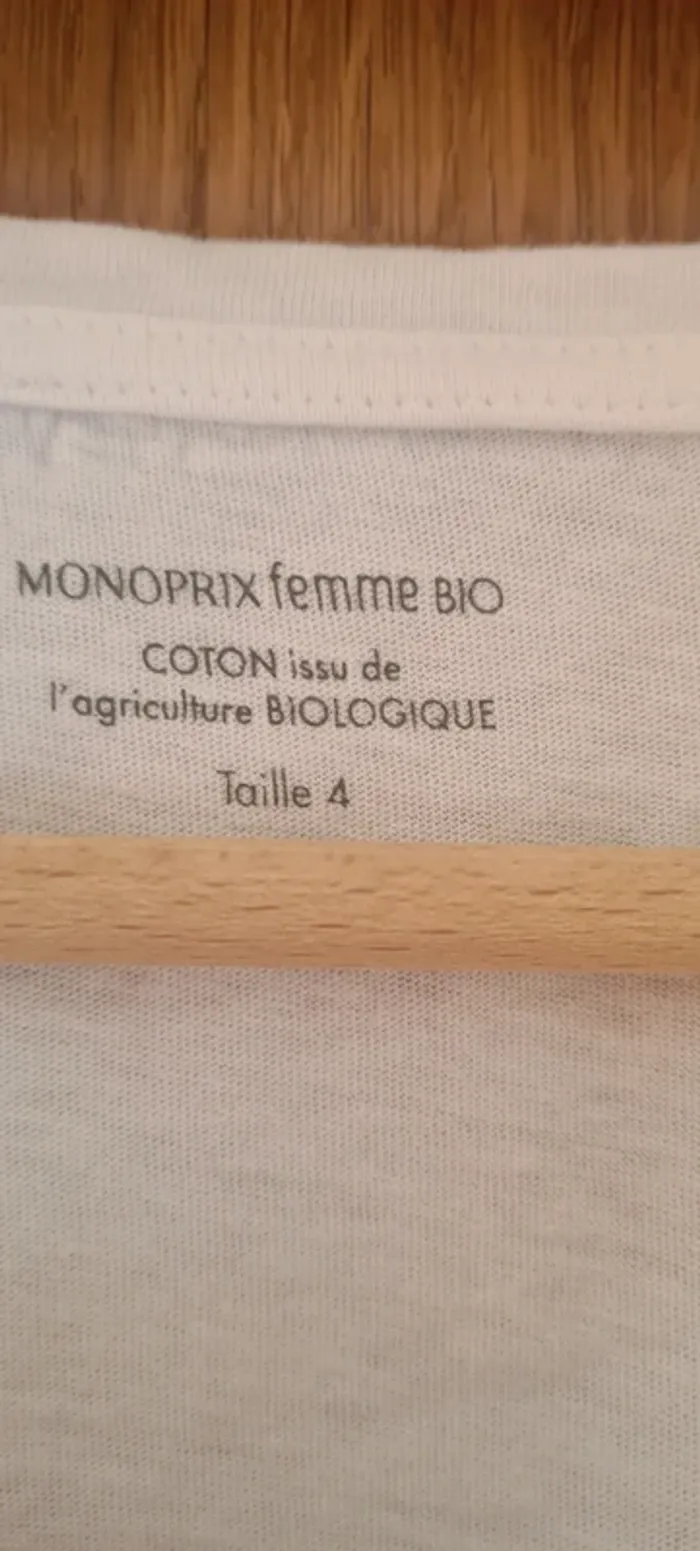 MONOPRIX femme BIO
COTON issu de
l'agriculture BIOLOGIQUE
Taille 4